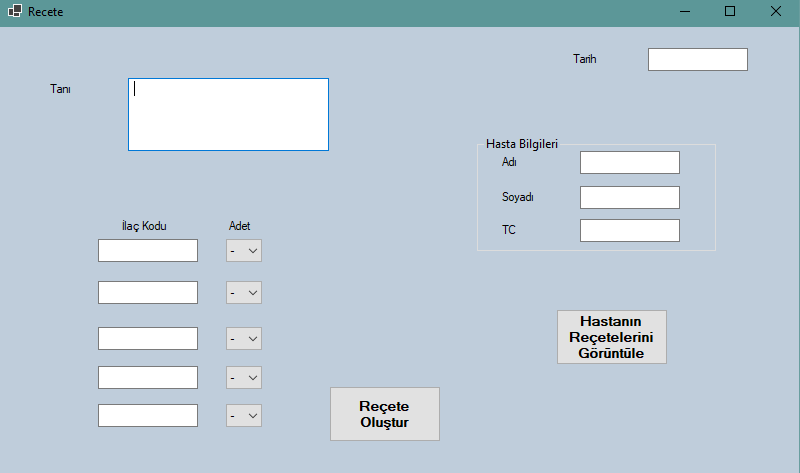 Recete
Tarih
Tanı
Hasta Bilgileri
Adı
Soyadı
TC
İlaç Kodu
Adet
-
-
-
-
-
Hastanın
Reçetelerini
Görüntüle
Reçete
Oluştur